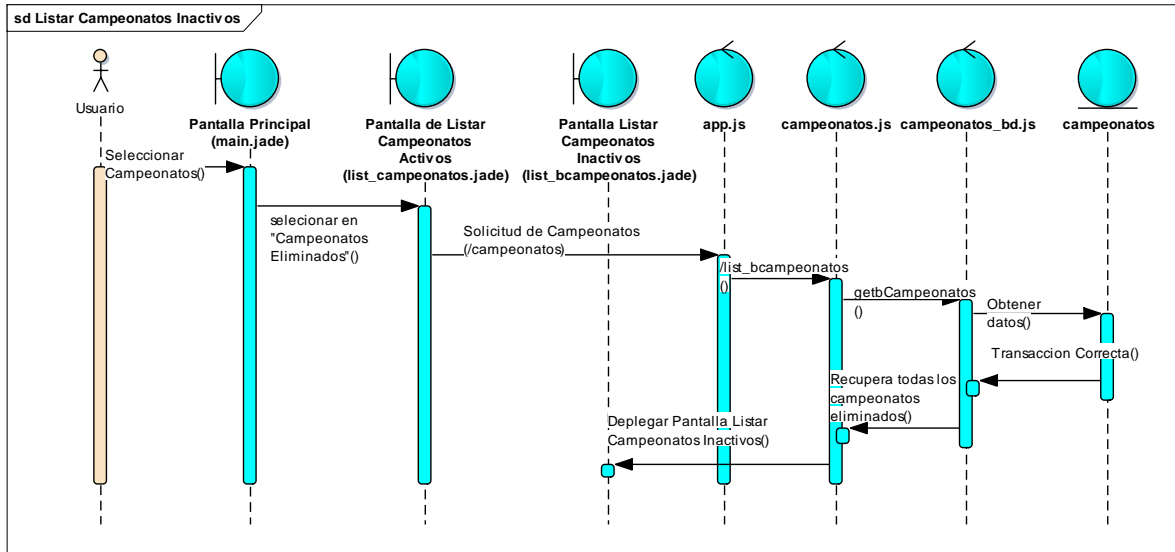 sd Listar Campeonatos Inactivos
Usuario
Pantalla Principal
(main.jade)
Pantalla de Listar
Campeonatos
Activos
(list_campeonatos.jade)
Pantalla Listar
Campeonatos
Inactivos
(list_bcampeonatos.jade)
app.js
campeonatos.js
campeonatos_bd.js
campeonatos
Seleccionar
Campeonatos()
selecionar en
"Campeonatos
Eliminados"()
Solicitud de Campeonatos
(/campeonatos)
/list_bcampeonatos
()
getbCampeonatos
()
Obtener
datos()
Transaccion Correcta()
Recupera todas los
campeonatos
eliminados()
Deplegar Pantalla Listar
Campeonatos Inactivos()